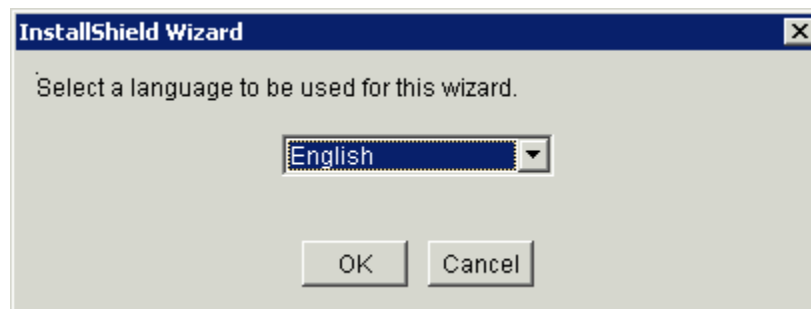 InstallShield Wizard
Select a language to be used for this wizard.
English
OK Cancel